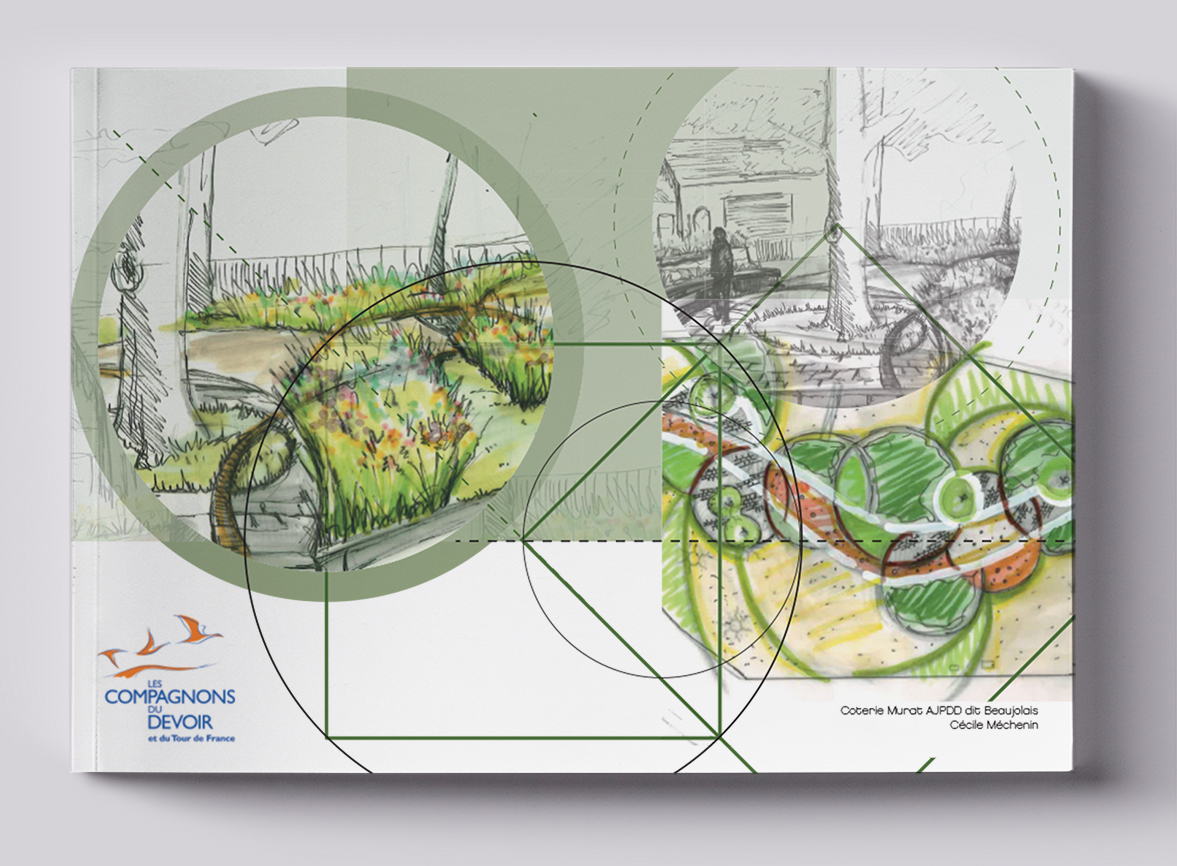 LES
COMPAGNONS
DU
DEVOIR
et du Tour de France
Coterie Murat AJPDD dit Beaujolais
Cécile Méchenin